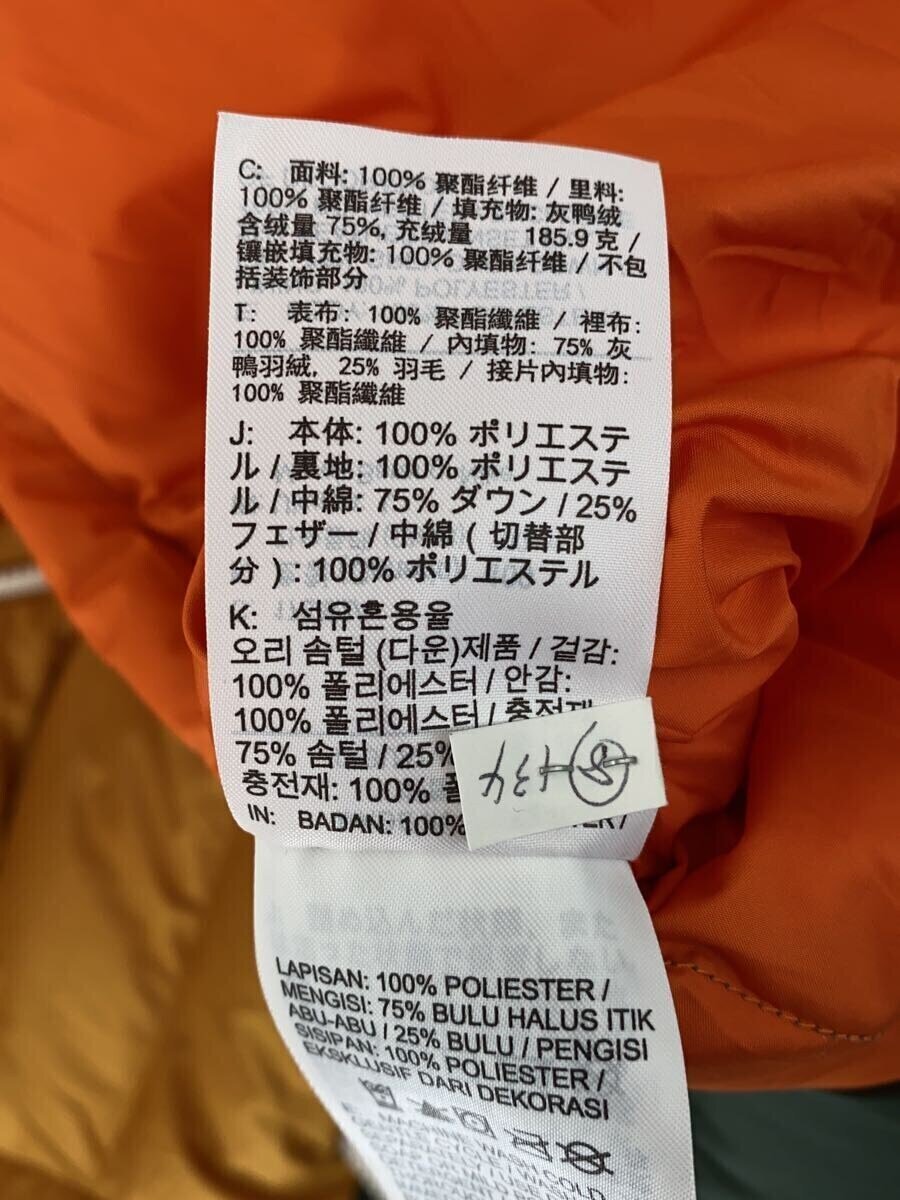 C: 面料: 100% 聚酯纤维 / 里料:
100% 聚酯纤维 / 填充物: 灰鸭绒
含绒量 75%, 充绒量 185.9 克 /
镶嵌填充物: 100% 聚酯纤维 / 不包
括装饰部分
T: 表布: 100% 聚酯纖維 / 裡布:
100% 聚酯纖維 / 內填物: 75% 灰
鴨羽絨, 25% 羽毛 / 接片內填物:
100% 聚酯纖維
J: 本体: 100% ポリエステ
ル / 裏地: 100% ポリエステ
ル / 中綿: 75% ダウン / 25%
フェザー / 中綿 ( 切替部
分 ) : 100% ポリエステル
K: 섬유혼용율
오리 솜털 (다운)제품 / 겉감:
100% 폴리에스터 / 안감:
100% 폴리에스터 / 충전재
75% 솜털 / 25%
충전재: 100%
IN: BADAN: 100%
LAPISAN: 100% POLIESTER /
MENGISI: 75% BULU HALUS ITIK
ABU-ABU / 25% BULU / PENGISI
SISIPAN: 100% POLIESTER /
EKSKLUSIF DARI DEKORASI